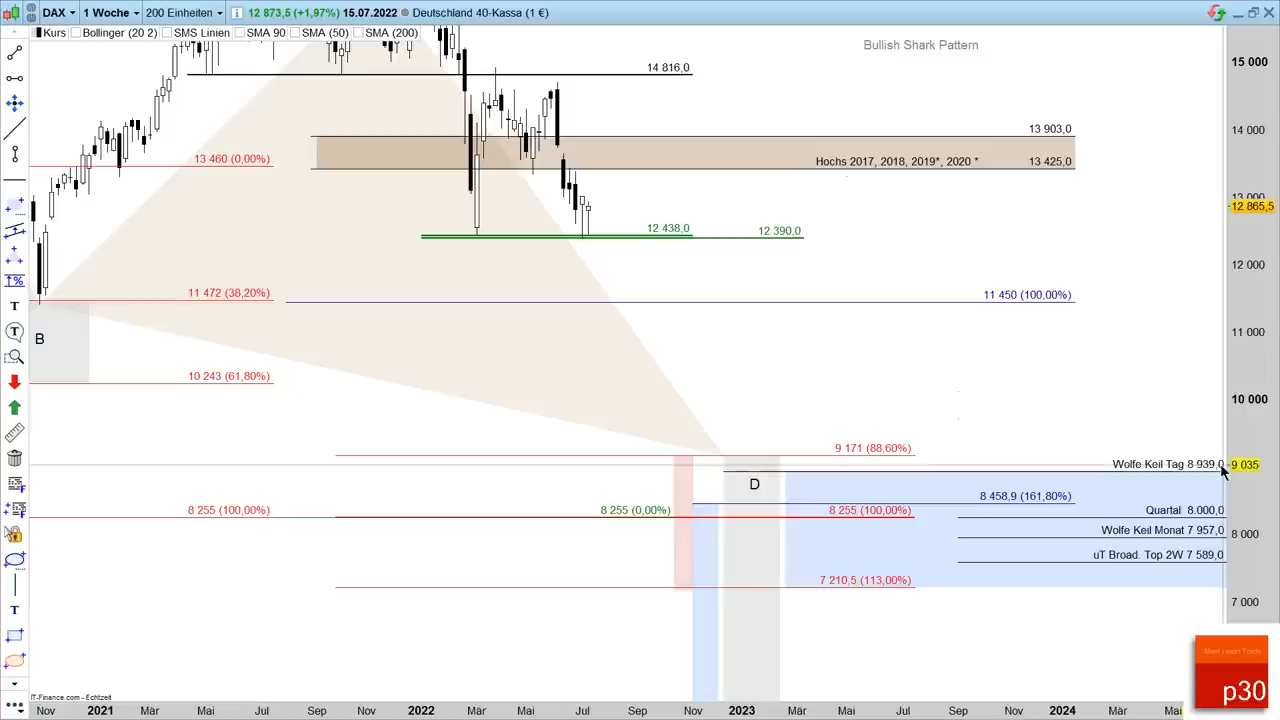 DAX 1 Woche 200 Einheiten 12 873,5 (+1,97%) 15.07.2022 Deutschland 40-Kassa (1 €)
Kurs Bollinger (20 2) SMS Linien SMA 90 SMA (50) SMA (200)
Bullish Shark Pattern
15 000
14 816,0
14 000
13 903,0
13 460 (0,00%)
Hochs 2017, 2018, 2019*, 2020 * 13 425,0
13 000
12 865,5
12 438,0
12 390,0
12 000
11 472 (38,20%)
11 450 (100,00%)
11 000
B
10 243 (61,80%)
10 000
9 171 (88,60%)
Wolfe Keil Tag 8 939,0
9 035
D
8 458,9 (161,80%)
8 255 (100,00%) 8 255 (0,00%) 8 255 (100,00%)
Quartal 8.000,0
Wolfe Keil Monat 7 957,0
8 000
uT Broad. Top 2W 7 589,0
7 210,5 (113,00%)
7 000
T
T
T
Meet Learn Trade
p30
IT-Finance.com - Echtzeit
Nov 2021 Mär Mai Jul Sep Nov 2022 Mär Mai Jul Sep Nov 2023 Mär Mai Jul Sep Nov 2024 Mär Mai